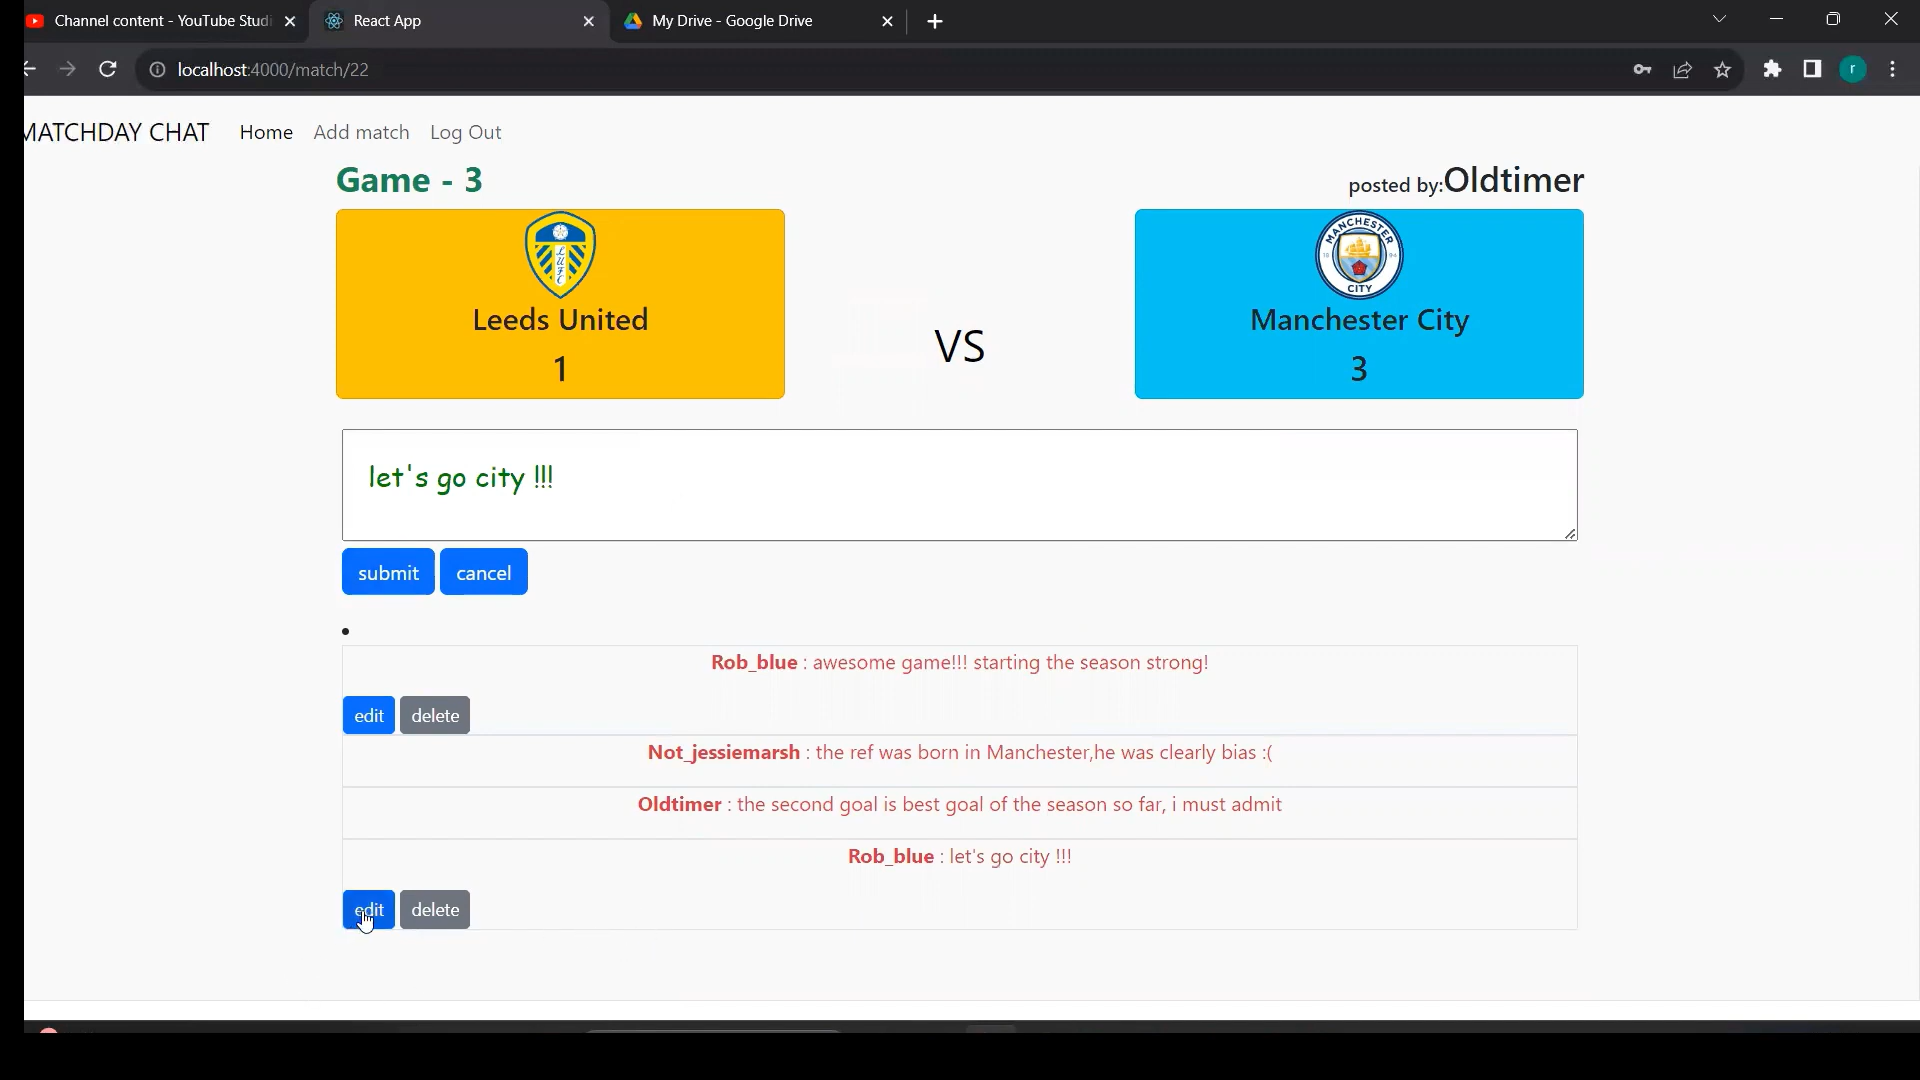 Channel content - YouTube Studi
React App
My Drive - Google Drive
localhost:4000/match/22
r
MATCHDAY CHAT Home Add match Log Out
Game - 3
posted by:Oldtimer
LUFC
MANCHESTER
18 94
CITY
Leeds United
1
VS
Manchester City
3
let's go city !!!
submit cancel
Rob_blue : awesome game!!! starting the season strong!
edit delete
Not_jessiemarsh : the ref was born in Manchester,he was clearly bias :(
Oldtimer : the second goal is best goal of the season so far, i must admit
Rob_blue : let's go city !!!
edit delete